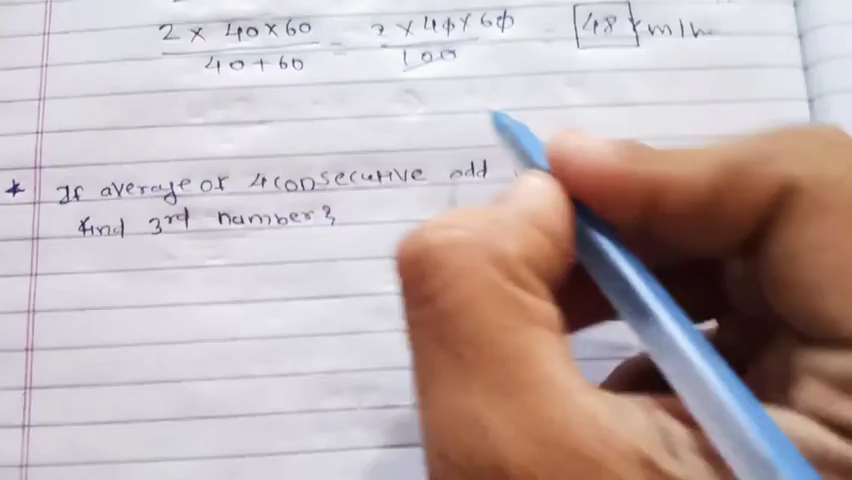 2 × 40 × 60 / 40 + 60 = 2 × 40 × 60 / 100 = 48 km/h
* If average of 4 consecutive odd
find 3rd number?